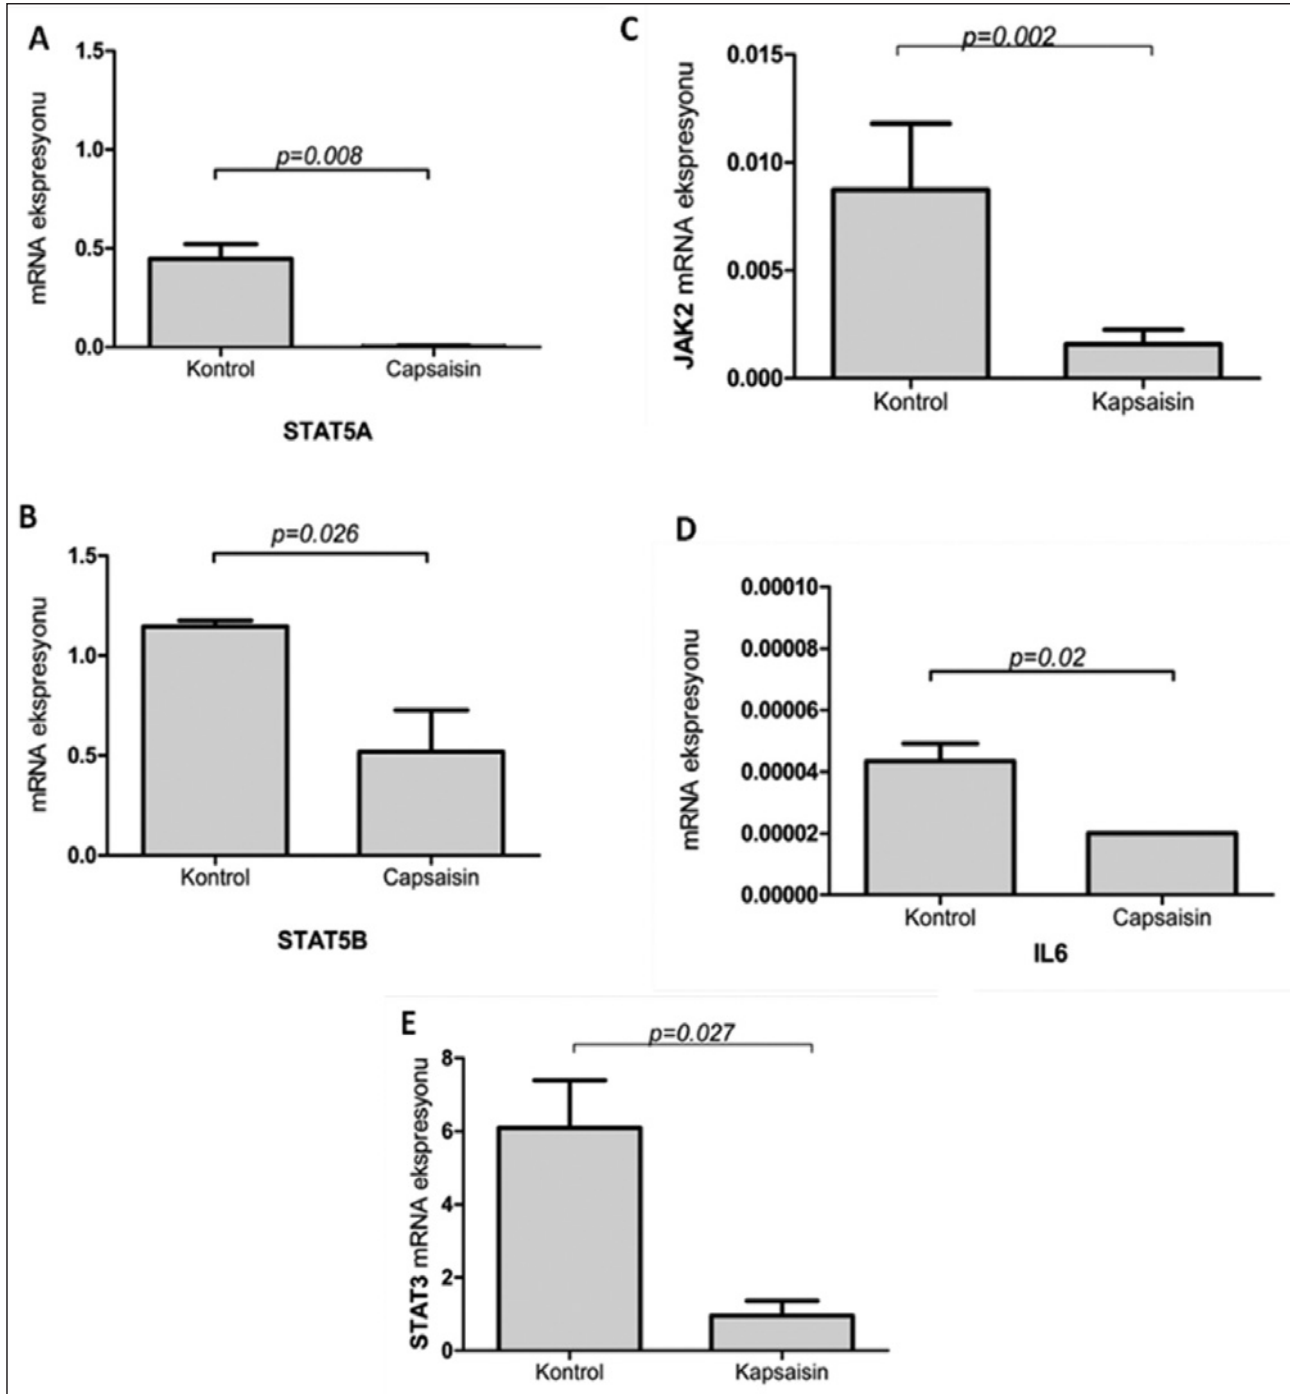 A
1.5
1.0
0.5
0.0
mRNA ekspresyonu
p=0.008
Kontrol
Capsaisin
STAT5A
C
0.015
0.010
0.005
0.000
JAK2 mRNA ekspresyonu
p=0.002
Kontrol
Kapsaisin
B
1.5
1.0
0.5
0.0
mRNA ekspresyonu
p=0.026
Kontrol
Capsaisin
STAT5B
D
0.00010
0.00008
0.00006
0.00004
0.00002
0.00000
mRNA ekspresyonu
p=0.02
Kontrol
Capsaisin
IL6
E
8
6
4
2
0
STAT3 mRNA ekspresyonu
p=0.027
Kontrol
Kapsaisin